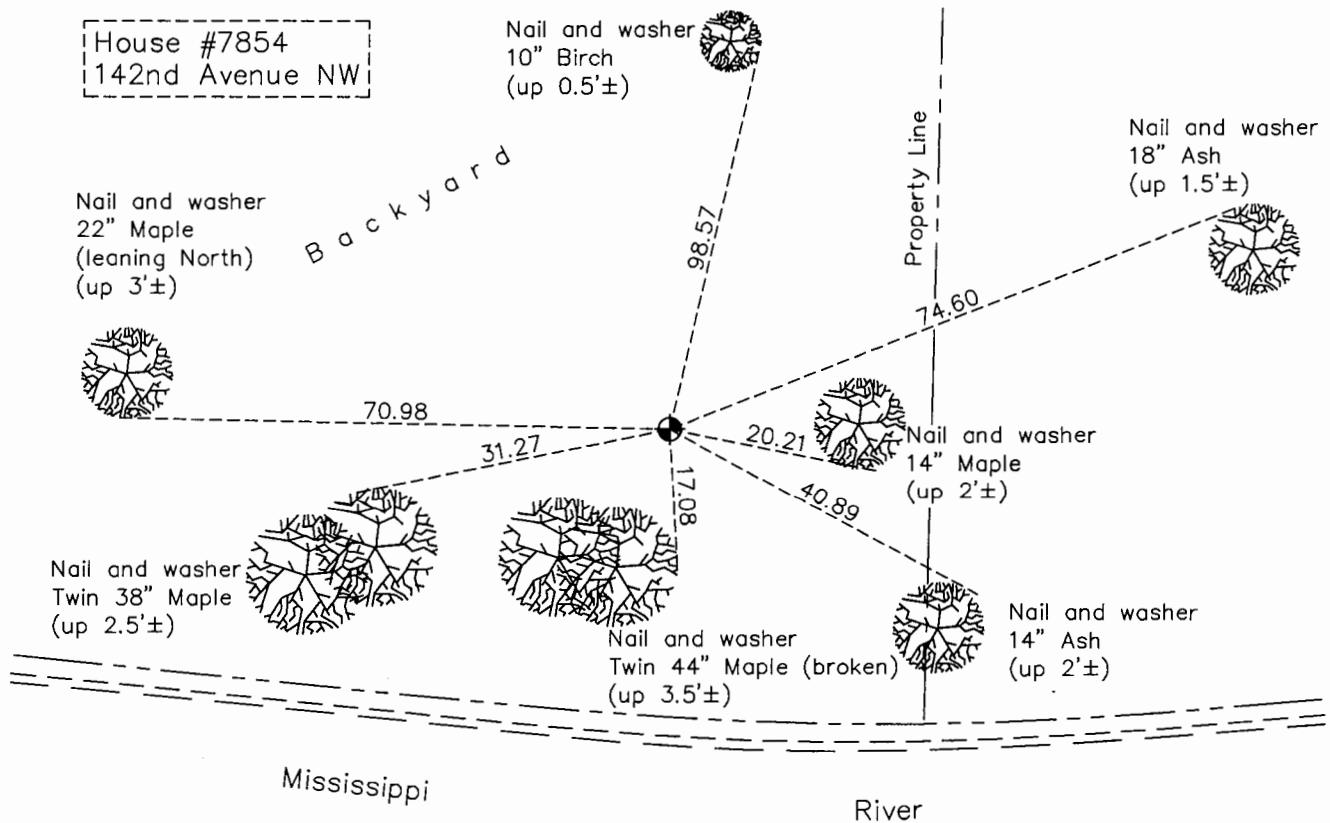 House #7854
142nd Avenue NW
Nail and washer
10" Birch
(up 0.5'±)
Backyard
Property Line
Nail and washer
18" Ash
(up 1.5'±)
Nail and washer
22" Maple
(leaning North)
(up 3'±)
98.57
74.60
70.98
31.27
20.21
17.08
40.89
Nail and washer
14" Maple
(up 2'±)
Nail and washer
Twin 38" Maple
(up 2.5'±)
Nail and washer
Twin 44" Maple (broken)
(up 3.5'±)
Nail and washer
14" Ash
(up 2'±)
Mississippi
River